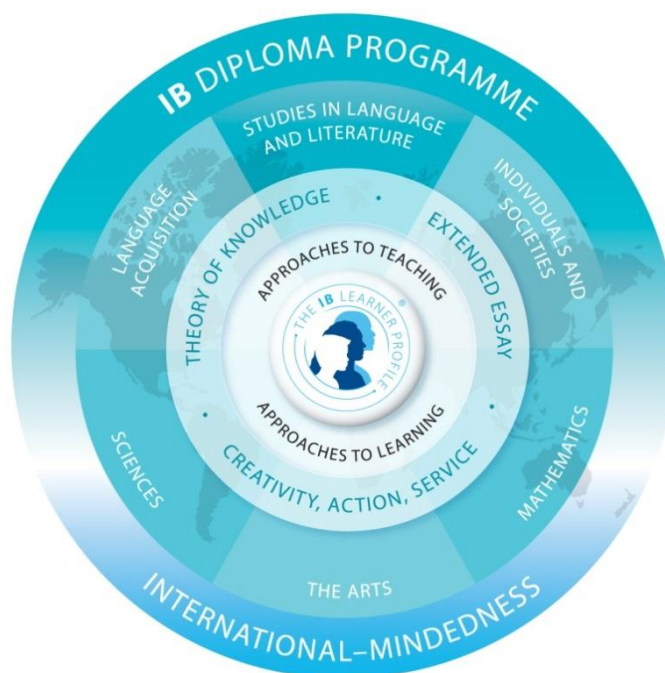 IB DIPLOMA PROGRAMME
STUDIES IN LANGUAGE
AND LITERATURE
LANGUAGE
ACQUISITION
INDIVIDUALS AND
SOCIETIES
THEORY OF KNOWLEDGE
EXTENDED ESSAY
APPROACHES TO TEACHING
THE IB LEARNER PROFILE
®
APPROACHES TO LEARNING
CREATIVITY, ACTION, SERVICE
SCIENCES
MATHEMATICS
THE ARTS
INTERNATIONAL–MINDEDNESS